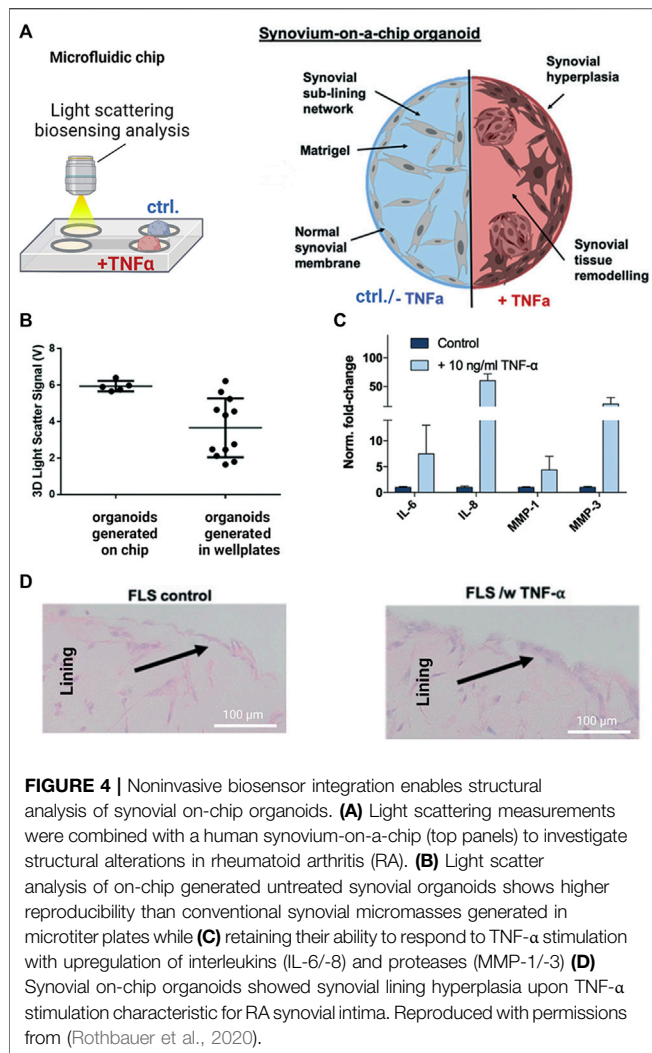 A
Microfluidic chip
Light scattering
biosensing analysis
ctrl.
+TNFα
Synovium-on-a-chip organoid
Synovial
sub-lining
network
Matrigel
Normal
synovial
membrane
Synovial
hyperplasia
Synovial
tissue
remodelling
ctrl./- TNFa
+ TNFa
B
3D Light Scatter Signal (V)
8
6
4
2
0
organoids
generated
on chip
organoids
generated
in wellplates
C
Control
+ 10 ng/ml TNF-α
Norm. fold-change
100
50
10
5
0
IL-6
IL-8
MMP-1
MMP-3
D
FLS control
Lining
100 µm
FLS /w TNF-α
Lining
100 µm
FIGURE 4 | Noninvasive biosensor integration enables structural
analysis of synovial on-chip organoids. (A) Light scattering measurements
were combined with a human synovium-on-a-chip (top panels) to investigate
structural alterations in rheumatoid arthritis (RA). (B) Light scatter
analysis of on-chip generated untreated synovial organoids shows higher
reproducibility than conventional synovial micromasses generated in
microtiter plates while (C) retaining their ability to respond to TNF-α stimulation
with upregulation of interleukins (IL-6/-8) and proteases (MMP-1/-3) (D)
Synovial on-chip organoids showed synovial lining hyperplasia upon TNF-α
stimulation characteristic for RA synovial intima. Reproduced with permissions
from (Rothbauer et al., 2020).